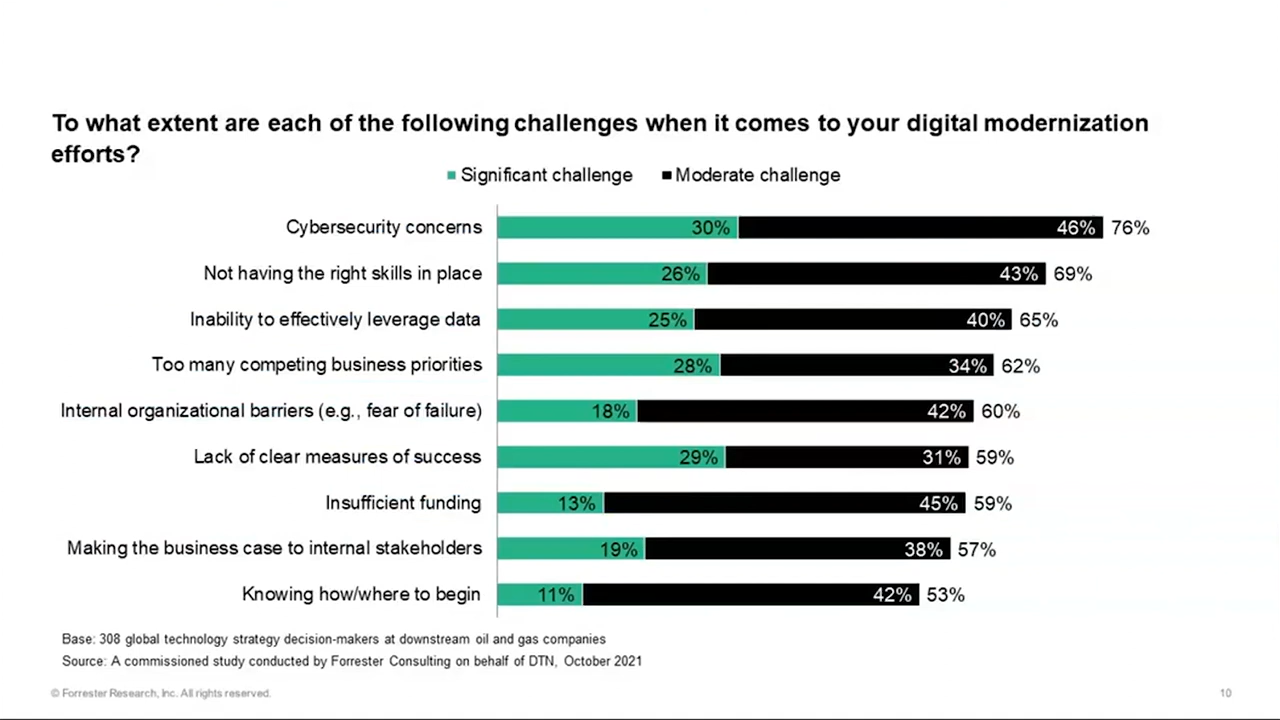 To what extent are each of the following challenges when it comes to your digital modernization
efforts?
Significant challenge Moderate challenge
Cybersecurity concerns 30% 46% 76%
Not having the right skills in place 26% 43% 69%
Inability to effectively leverage data 25% 40% 65%
Too many competing business priorities 28% 34% 62%
Internal organizational barriers (e.g., fear of failure) 18% 42% 60%
Lack of clear measures of success 29% 31% 59%
Insufficient funding 13% 45% 59%
Making the business case to internal stakeholders 19% 38% 57%
Knowing how/where to begin 11% 42% 53%
Base: 308 global technology strategy decision-makers at downstream oil and gas companies
Source: A commissioned study conducted by Forrester Consulting on behalf of DTN, October 2021
© Forrester Research, Inc. All rights reserved. 10